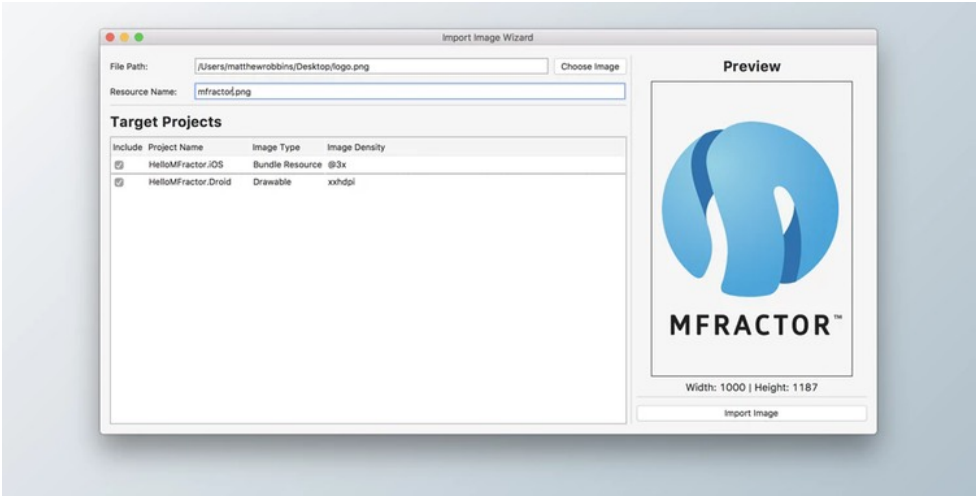 Import Image Wizard
File Path: /Users/matthewrobbins/Desktop/logo.png Choose Image
Resource Name: mfractor.png
Target Projects
Include Project Name Image Type Image Density
HelloMFractor.iOS Bundle Resource @3x
HelloMFractor.Droid Drawable xxhdpi
Preview
MFRACTOR™
Width: 1000 | Height: 1187
Import Image